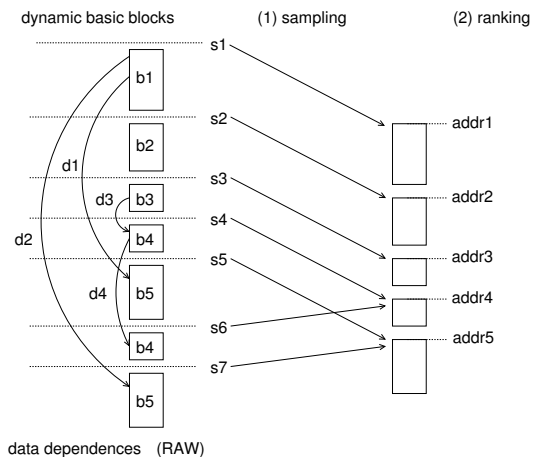 dynamic basic blocks (1) sampling (2) ranking
s1
b1
s2 addr1
b2
d1
s3 addr2
d3 b3
s4
d2 b4
s5 addr3
d4 b5 addr4
s6
b4 addr5
s7
b5
data dependences (RAW)